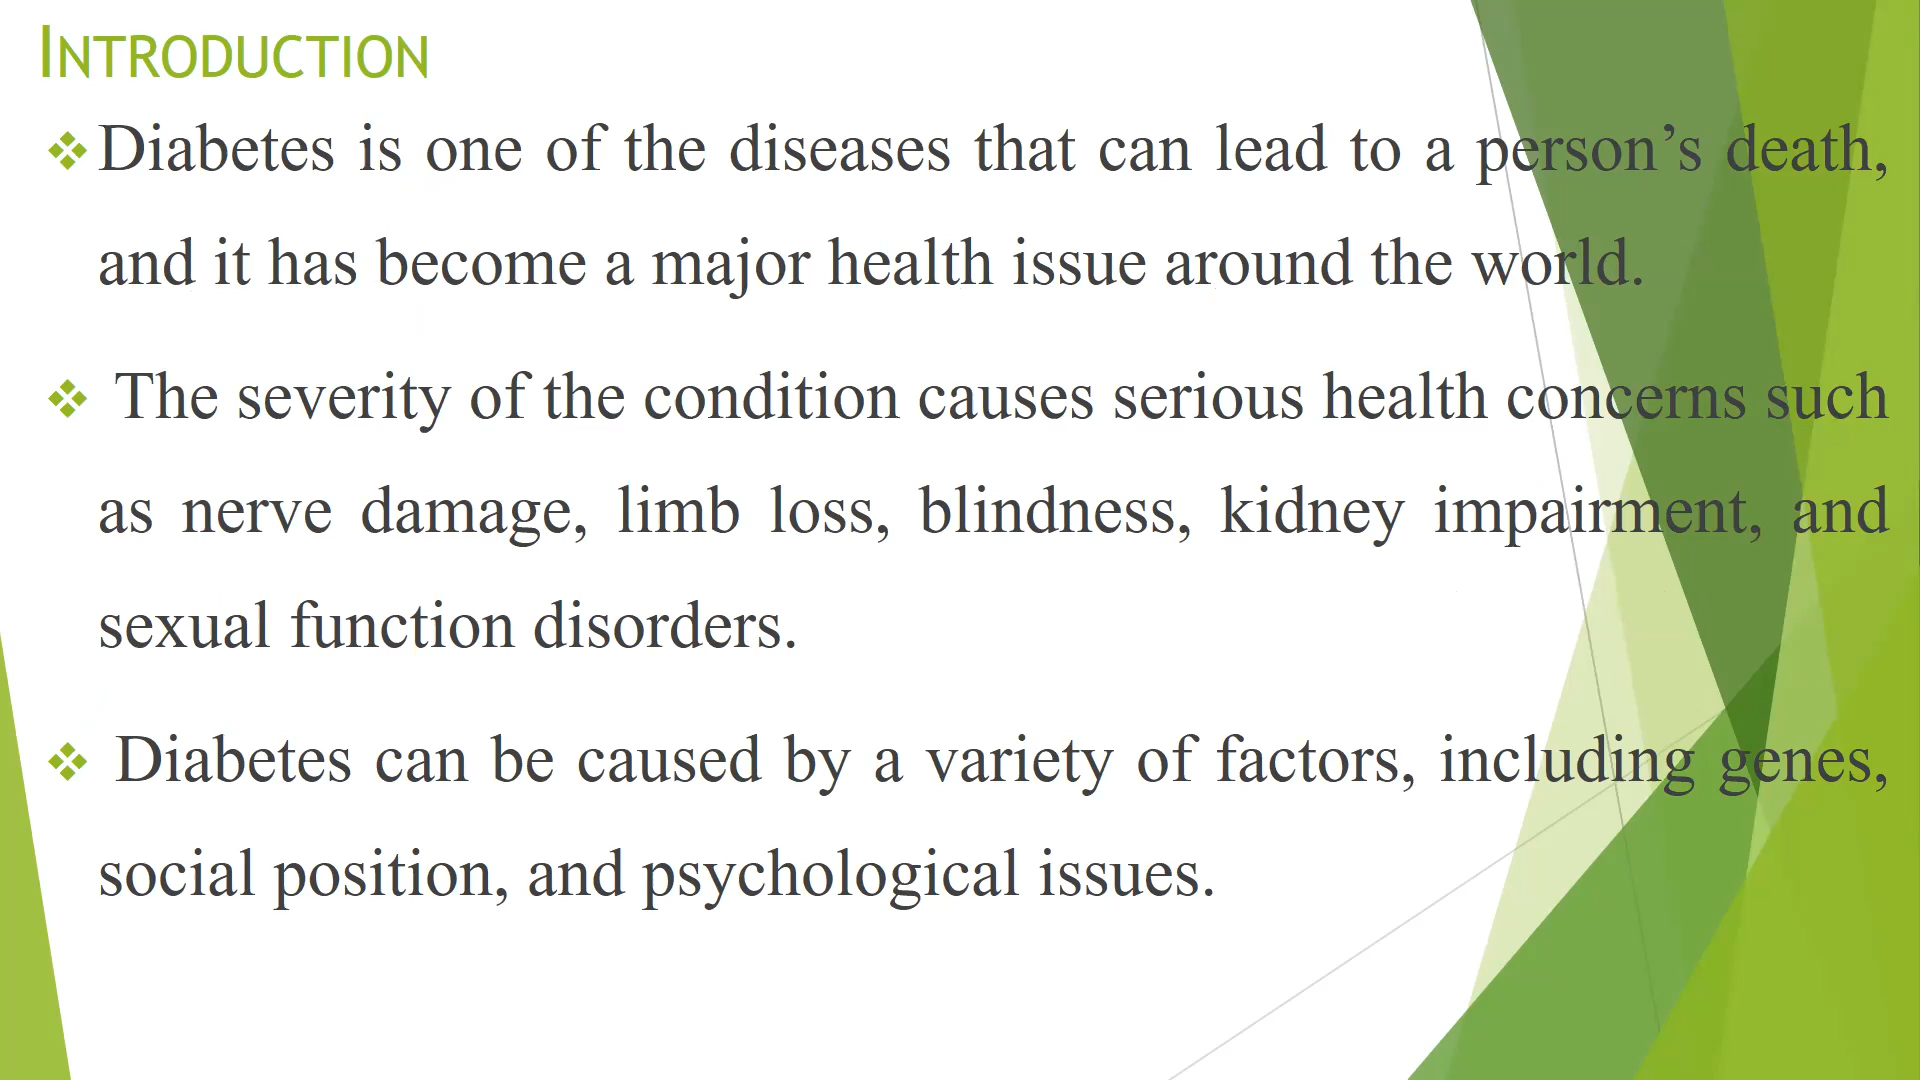 INTRODUCTION
❖ Diabetes is one of the diseases that can lead to a person’s death,
and it has become a major health issue around the world.
❖ The severity of the condition causes serious health concerns such
as nerve damage, limb loss, blindness, kidney impairment, and
sexual function disorders.
❖ Diabetes can be caused by a variety of factors, including genes,
social position, and psychological issues.